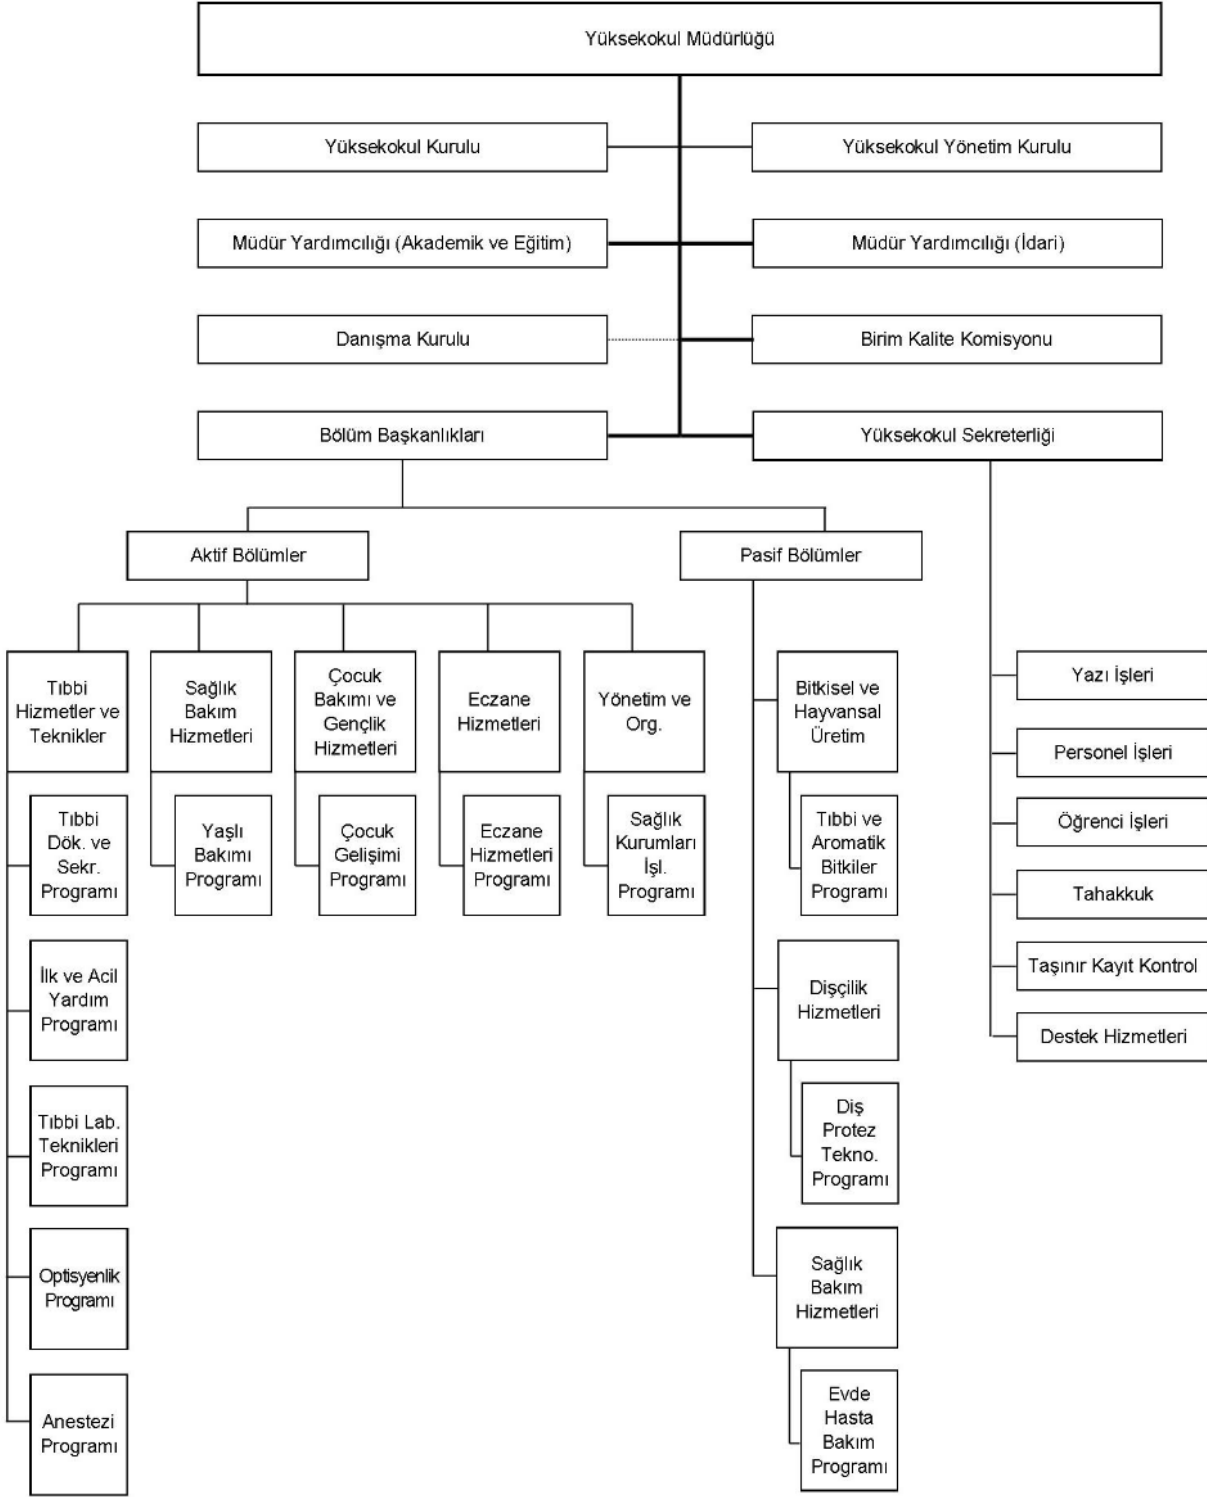 Yüksekokul Müdürlüğü
Yüksekokul Kurulu
Yüksekokul Yönetim Kurulu
Müdür Yardımcılığı (Akademik ve Eğitim)
Müdür Yardımcılığı (İdari)
Danışma Kurulu
Birim Kalite Komisyonu
Bölüm Başkanlıkları
Yüksekokul Sekreterliği
Aktif Bölümler
Pasif Bölümler
Tıbbi
Hizmetler ve
Teknikler
Sağlık
Bakım
Hizmetleri
Çocuk
Bakımı ve
Gençlik
Hizmetleri
Eczane
Hizmetleri
Yönetim ve
Org.
Bitkisel ve
Hayvansal
Üretim
Yazı İşleri
Personel İşleri
Öğrenci İşleri
Tahakkuk
Taşınır Kayıt Kontrol
Destek Hizmetleri
Tıbbi
Dök. ve
Sekr.
Programı
Yaşlı
Bakımı
Programı
Çocuk
Gelişimi
Programı
Eczane
Hizmetleri
Programı
Sağlık
Kurumları
İşl.
Programı
Tıbbi ve
Aromatik
Bitkiler
Programı
İlk ve Acil
Yardım
Programı
Dişçilik
Hizmetleri
Tıbbi Lab.
Teknikleri
Programı
Diş
Protez
Tekno.
Programı
Optisyenlik
Programı
Sağlık
Bakım
Hizmetleri
Anestezi
Programı
Evde
Hasta
Bakım
Programı